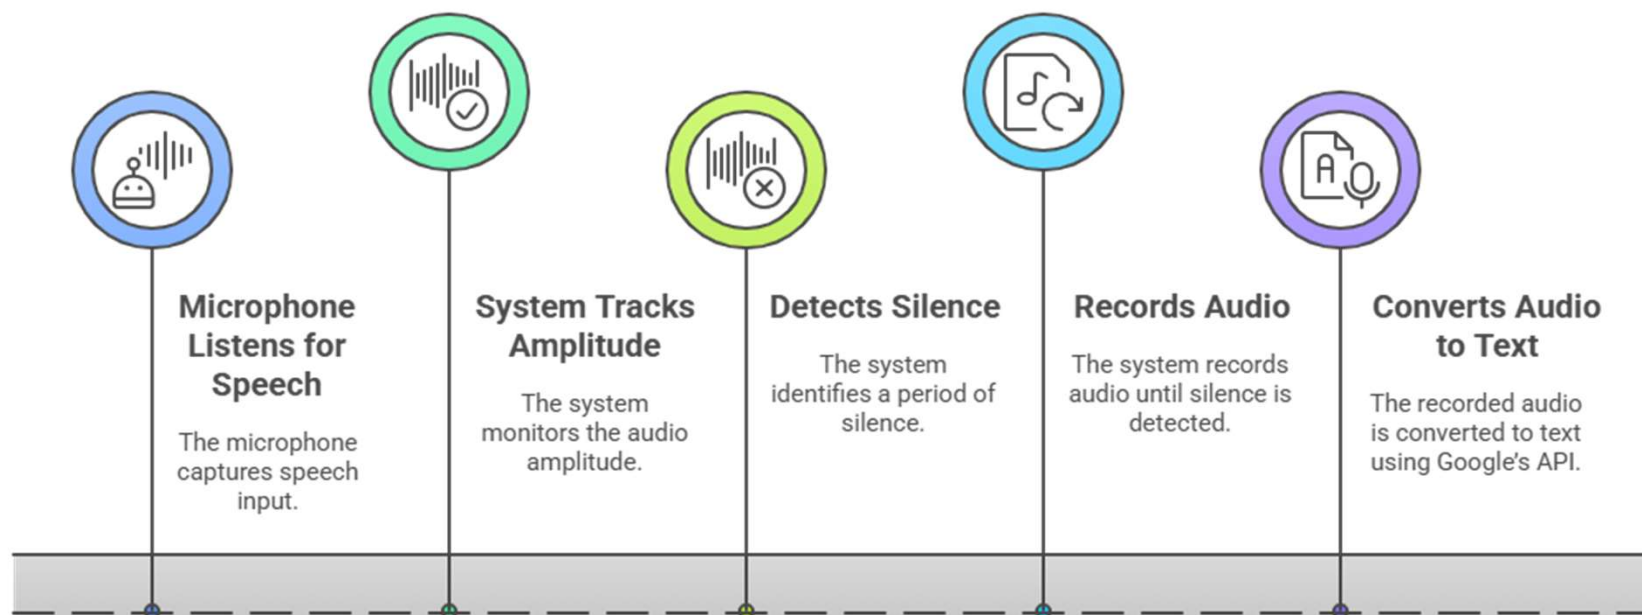 Microphone
Listens for
Speech
The microphone
captures speech
input.
System Tracks
Amplitude
The system
monitors the audio
amplitude.
Detects Silence
The system
identifies a period of
silence.
Records Audio
The system records
audio until silence is
detected.
Converts Audio
to Text
The recorded audio
is converted to text
using Google’s API.
A